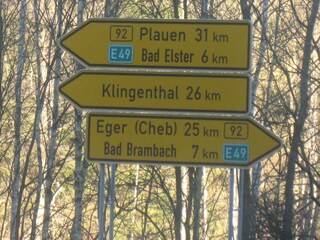 92 Plauen 31 km
E49 Bad Elster 6 km
Klingenthal 26 km
Eger (Cheb) 25 km 92
Bad Brambach 7 km E49